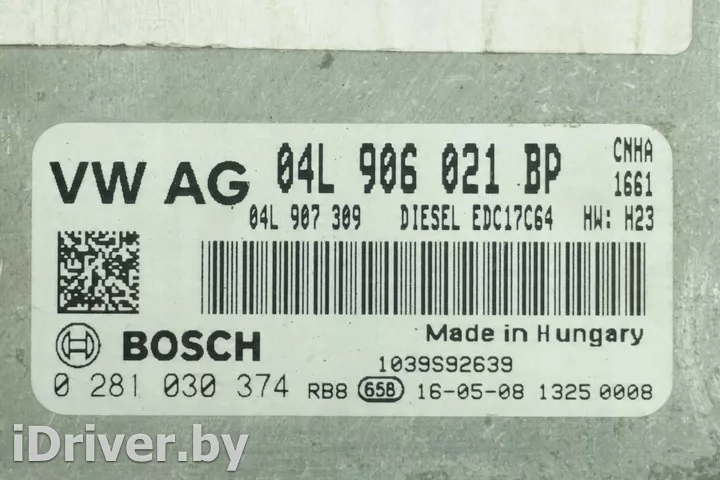 VW AG 04L 906 021 BP CNHA
1661
04L 907 309 DIESEL EDC17C64 HW: H23
BOSCH Made in Hungary
1039S92639
0 281 030 374 RB8 65B 16-05-08 1325 0008
iDriver.by